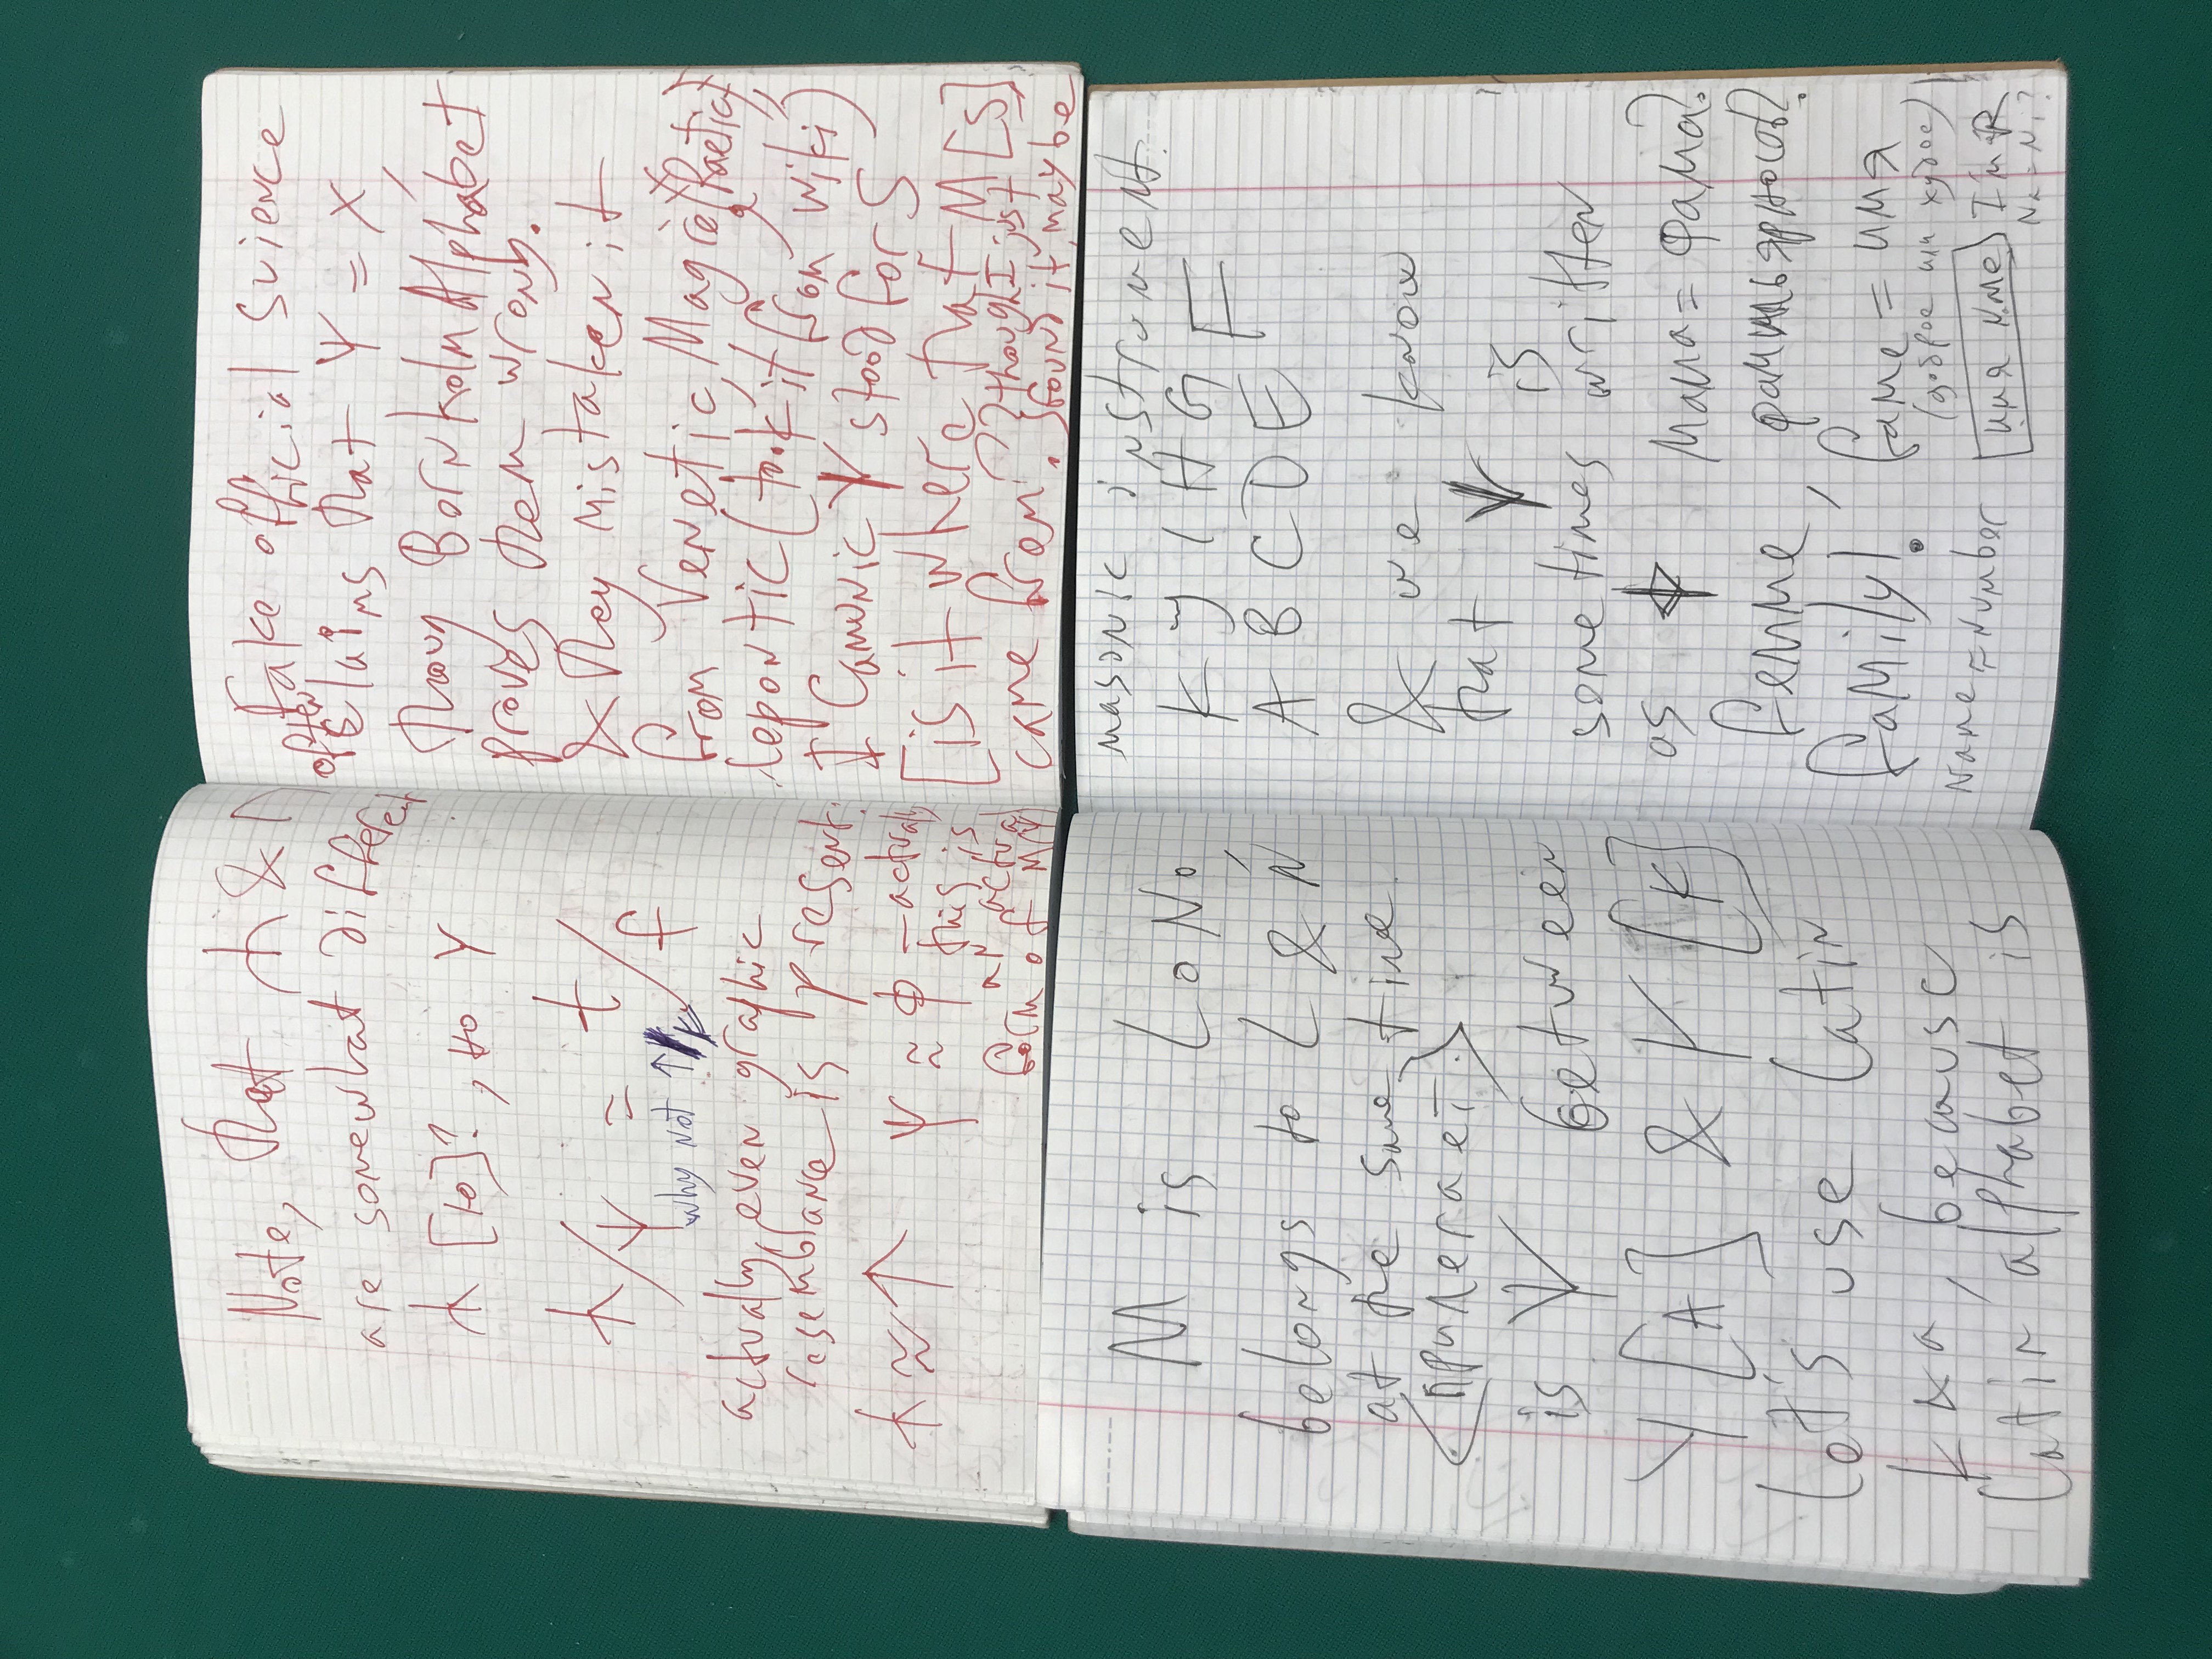 Note, that ⅄ & Π
are somewhat different
⅄ [ю]?, но Y
⅄/Ψ = t/f
why not ↑
actually, even graphic
resemblance is present:
⅄ ≈ ↑ Ψ ≈ Φ – actually
this is
an actual
form of M/Ψ
Fake official science
often claims that Ψ = X,
thoug Bornholm Alphabet
proves them wrong.
& they mistaken it
from Venetic, Magrè (Raetic),
Lepontic (took it from wiki)
I Camunic Ψ stood for S
[is it where that M [S]
came from? though I just
found it, maybe
M is LoNo,
belongs to L & N
at the same time
<прилегает>
is Ψ between
Y [A] & Y [K]
Let's use Latin
k & a, because
Latin alphabet is
masonic instrument.
K J I H G F
A B C D E
& we know
that Ψ is
sometimes written
as ⌖ мама = фама?
femme, фамильярность?
family! fame = имя
(доброе или худое)
Name = Number имя NMe